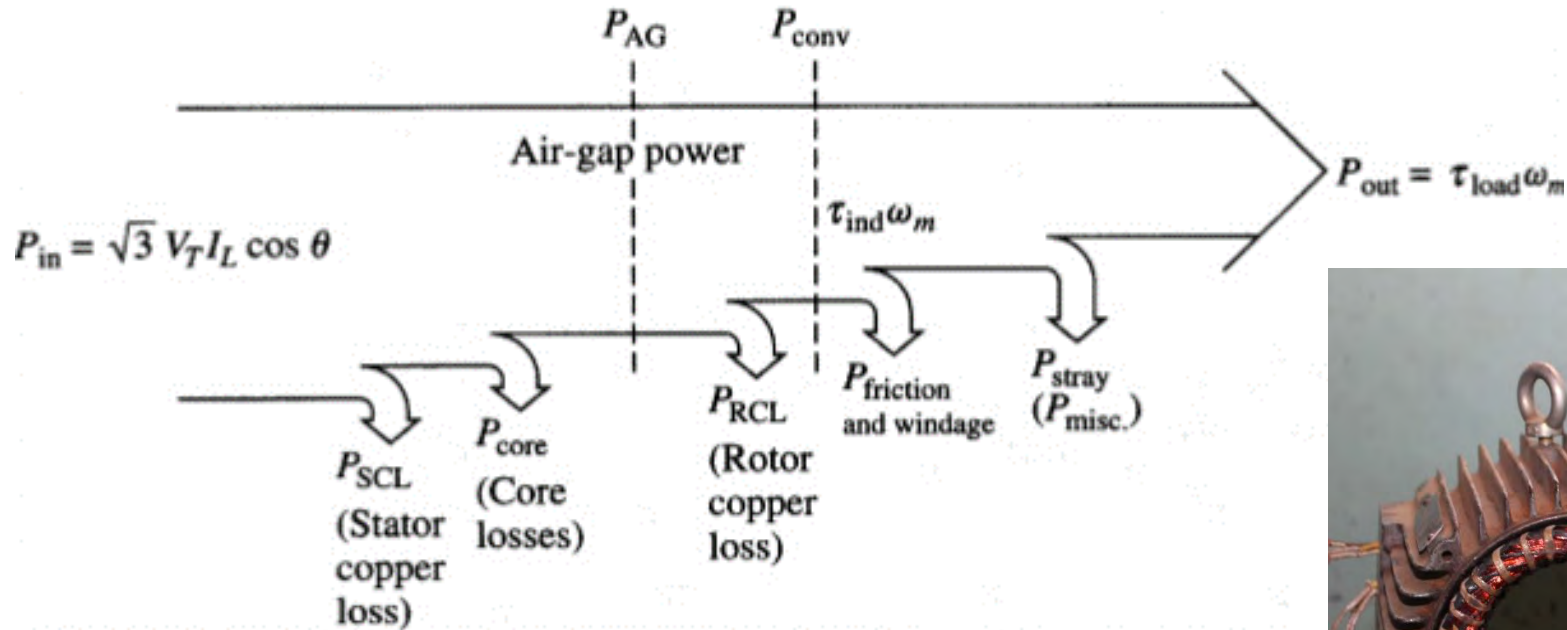 P_AG
P_conv
Air-gap power
P_out = τ_load ω_m
τ_ind ω_m
P_in = √3 V_T I_L cos θ
P_SCL
(Stator
copper
loss)
P_core
(Core
losses)
P_RCL
(Rotor
copper
loss)
P_friction
and windage
P_stray
(P_misc.)